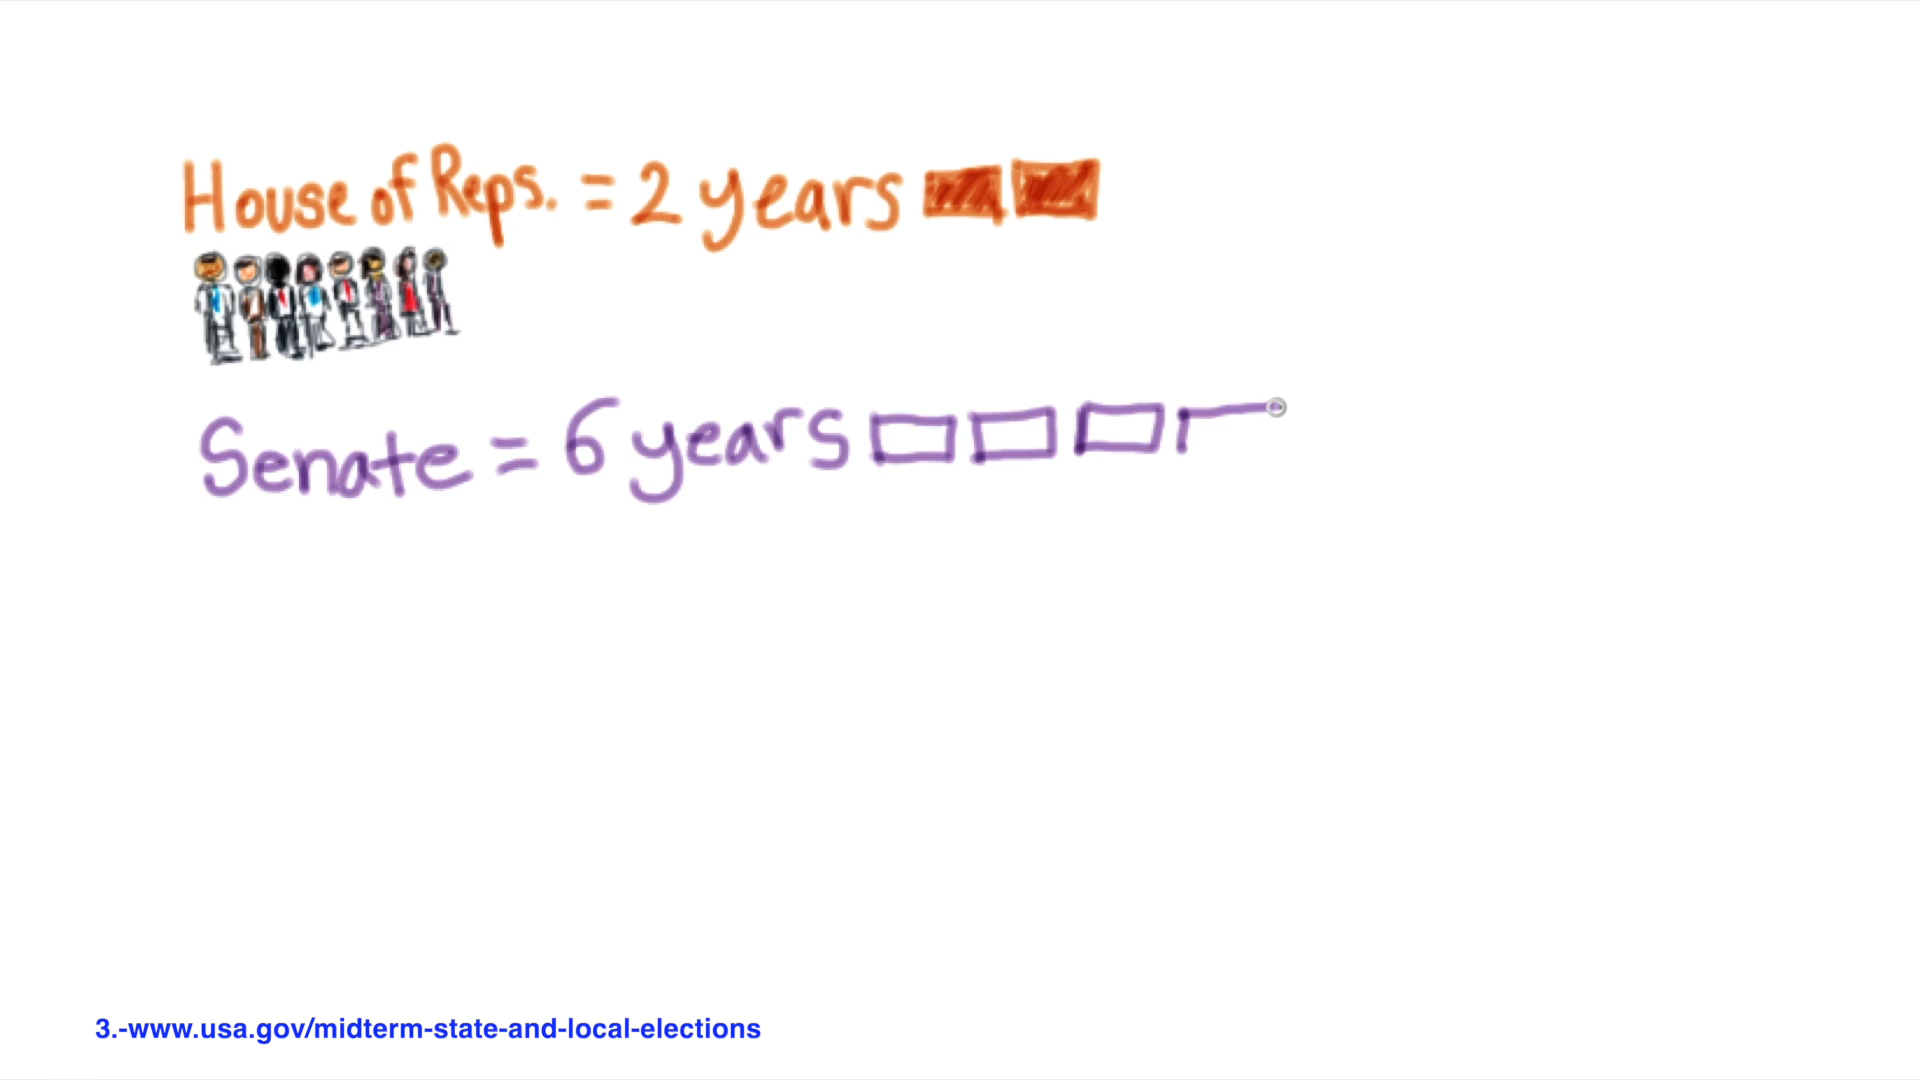 House of Reps. = 2 years
Senate = 6 years
3.-www.usa.gov/midterm-state-and-local-elections